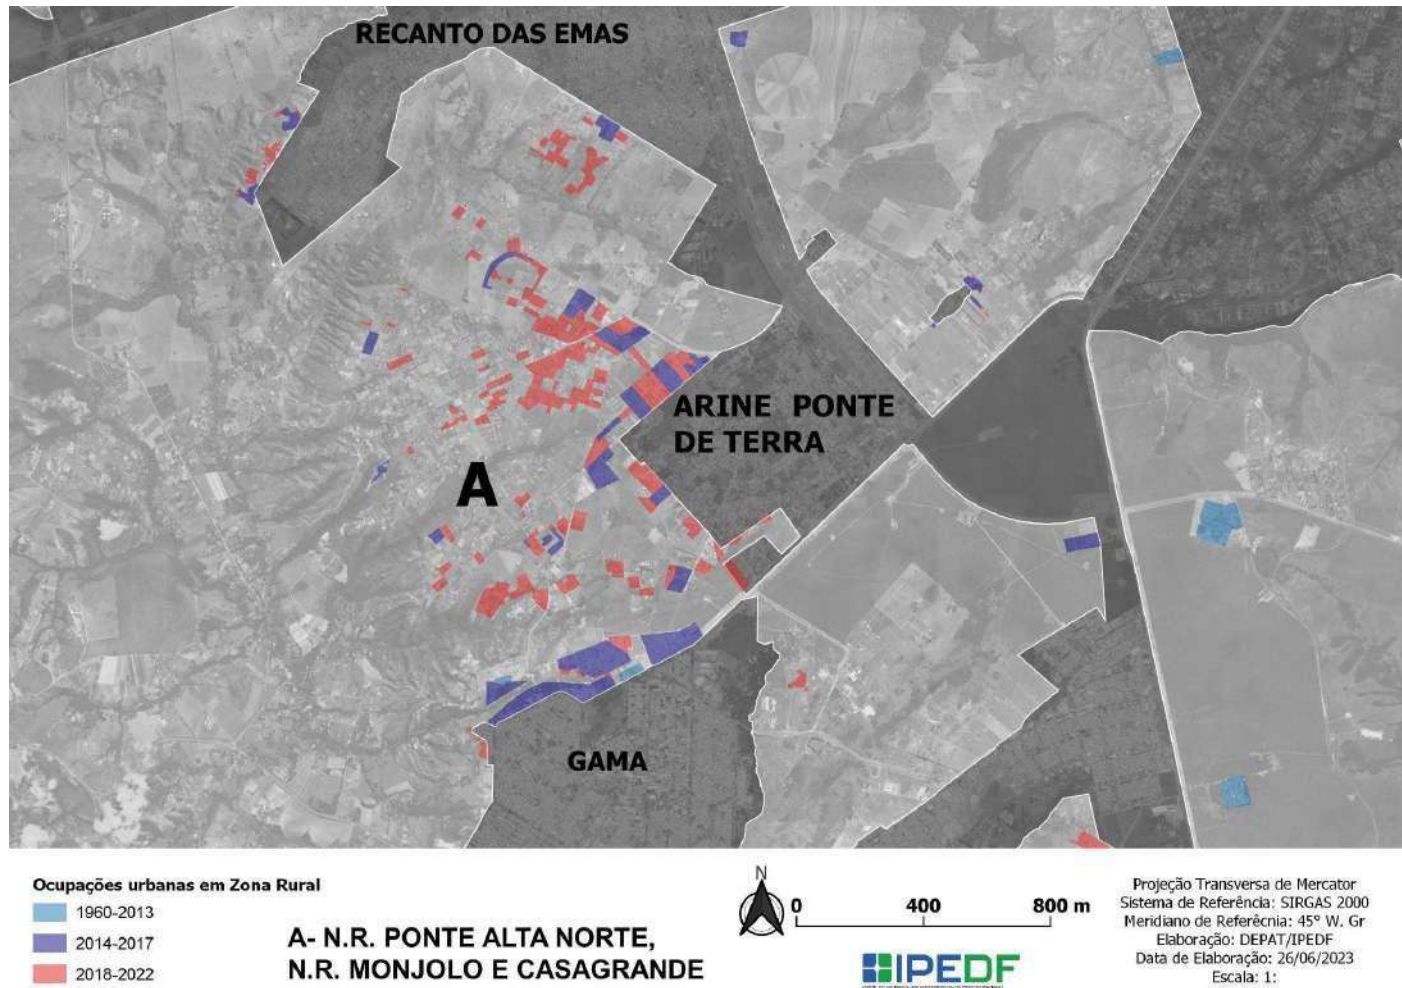 RECANTO DAS EMAS
ARINE PONTE
DE TERRA
A
GAMA
Ocupações urbanas em Zona Rural
1960-2013
2014-2017
2018-2022
A- N.R. PONTE ALTA NORTE,
N.R. MONJOLO E CASAGRANDE
N
0 400 800 m
IPEDF
Projeção Transversa de Mercator
Sistema de Referência: SIRGAS 2000
Meridiano de Referêcnia: 45° W. Gr
Elaboração: DEPAT/IPEDF
Data de Elaboração: 26/06/2023
Escala: 1: